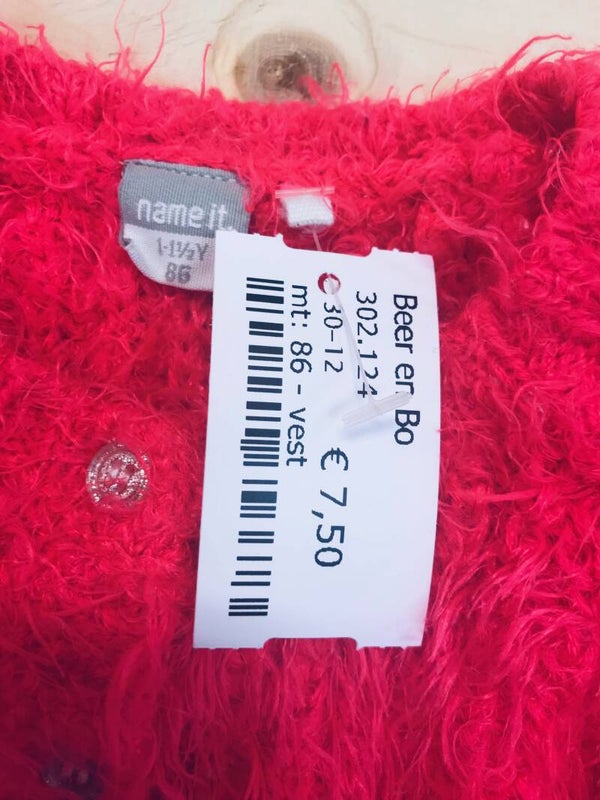 name it
1-1½Y
86
Beer en Bo
302.124
30-12
€ 7,50
mt: 86 - vest